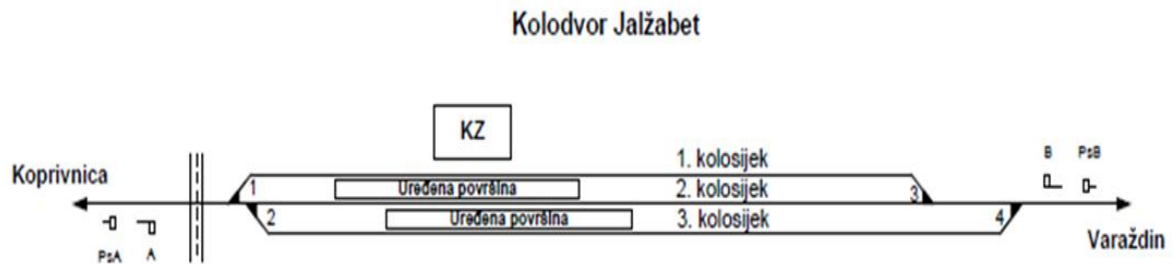 Kolodvor Jalžabet
KZ
1. kolosijek
B PsB
Koprivnica
1 Uređena površina 2. kolosijek 3
2 Uređena površina 3. kolosijek 4
PsA A
Varaždin